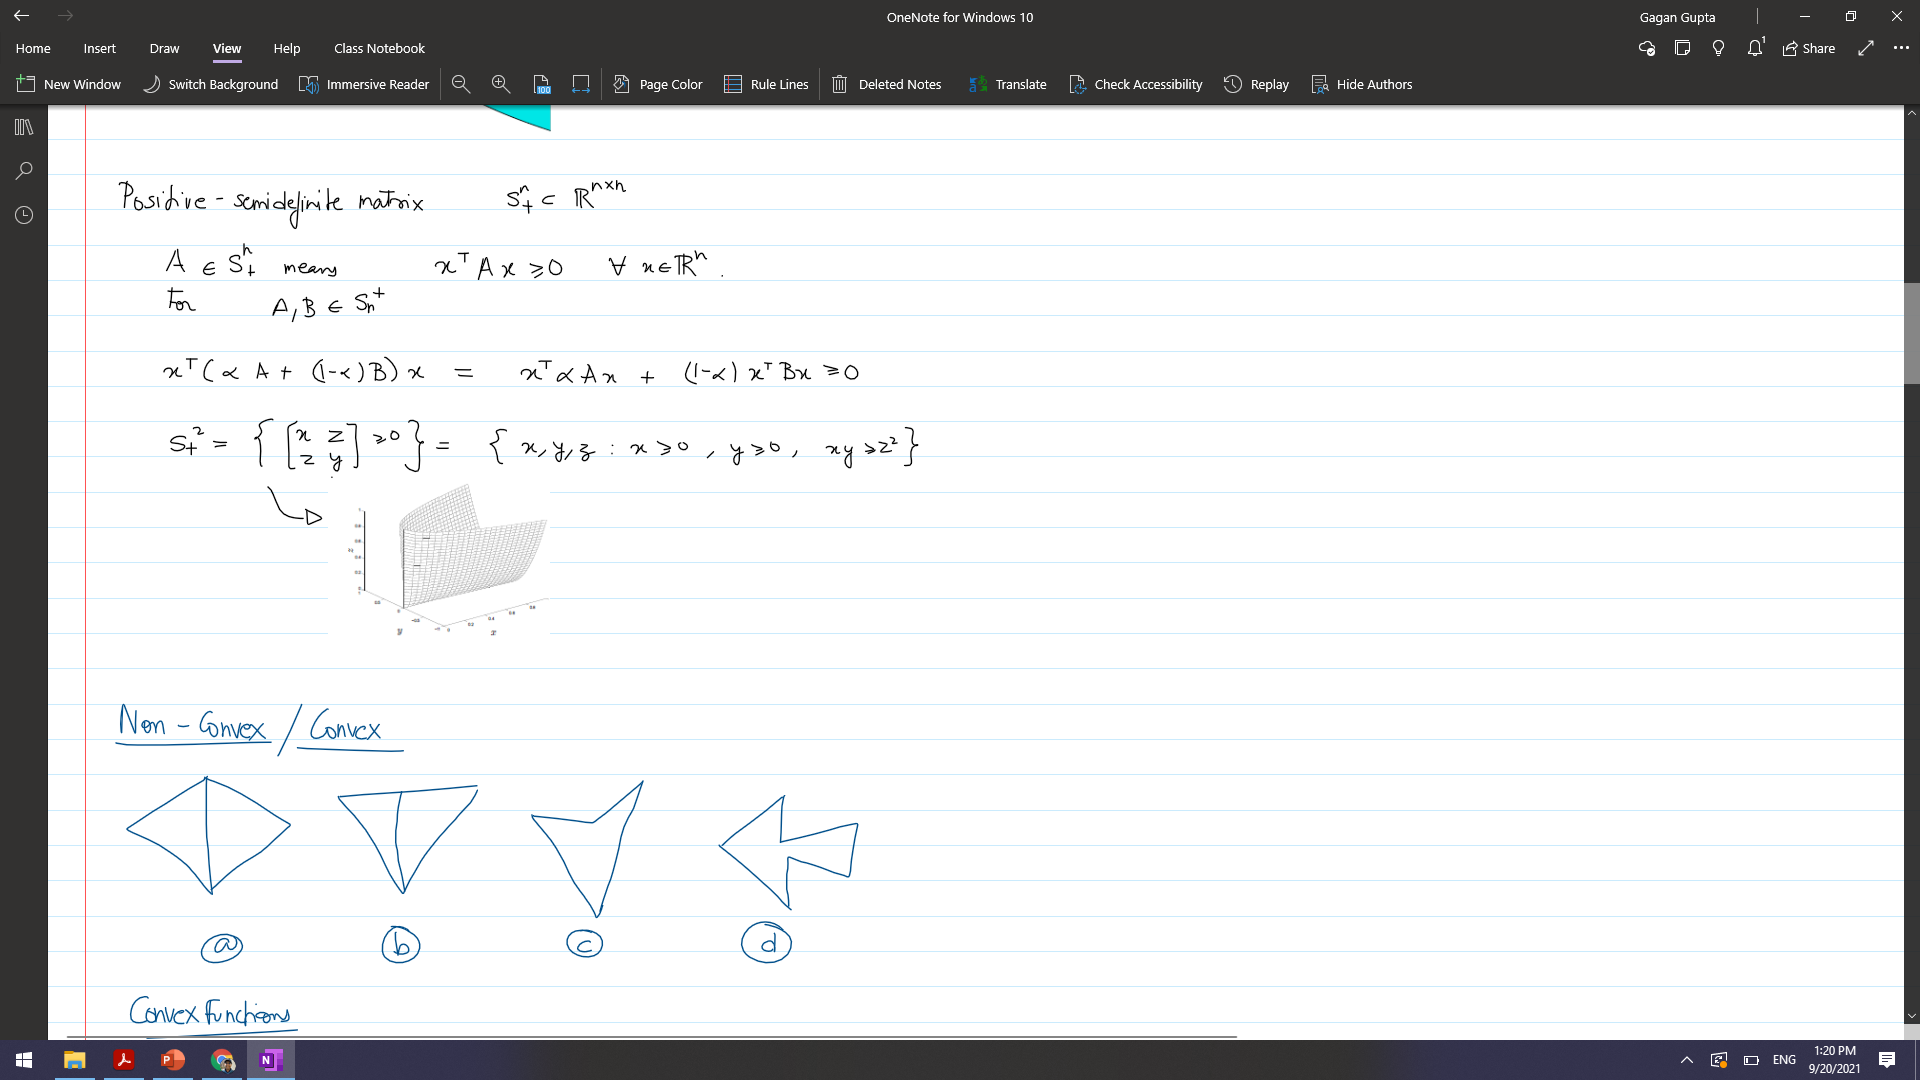 OneNote for Windows 10
Gagan Gupta
Home Insert Draw View Help Class Notebook
1 Share
New Window Switch Background Immersive Reader 100 Page Color Rule Lines Deleted Notes Translate Check Accessibility Replay Hide Authors
Positive - semidefinite matrix S₊ⁿ ⊂ ℝⁿˣⁿ
A ∈ S₊ⁿ means xᵀAx ≥ 0 ∀ x ∈ ℝⁿ.
For A, B ∈ Sₙ⁺
xᵀ(αA + (1-α)B)x = xᵀαAx + (1-α)xᵀBx ≥ 0
S₊² = { [x z; z y] ≥ 0 } = { x, y, z : x ≥ 0, y ≥ 0, xy ≥ z² }
Non - Convex / Convex
a b c d
Convex Functions
ENG
1:20 PM
9/20/2021